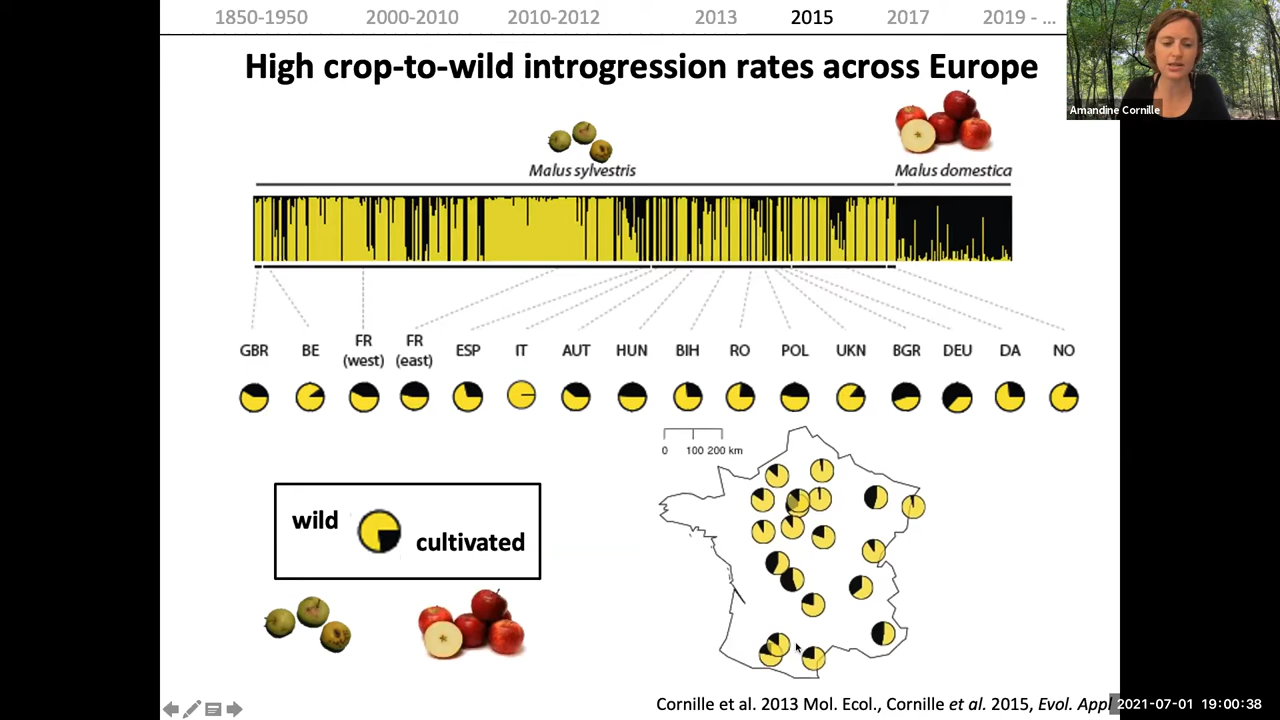 1850-1950 2000-2010 2010-2012 2013 2015 2017 2019 - ...
High crop-to-wild introgression rates across Europe
Amandine Cornille
Malus sylvestris Malus domestica
GBR BE FR (west) FR (east) ESP IT AUT HUN BIH RO POL UKN BGR DEU DA NO
0 100 200 km
wild
cultivated
Cornille et al. 2013 Mol. Ecol., Cornille et al. 2015, Evol. Appl
2021-07-01 19:00:38